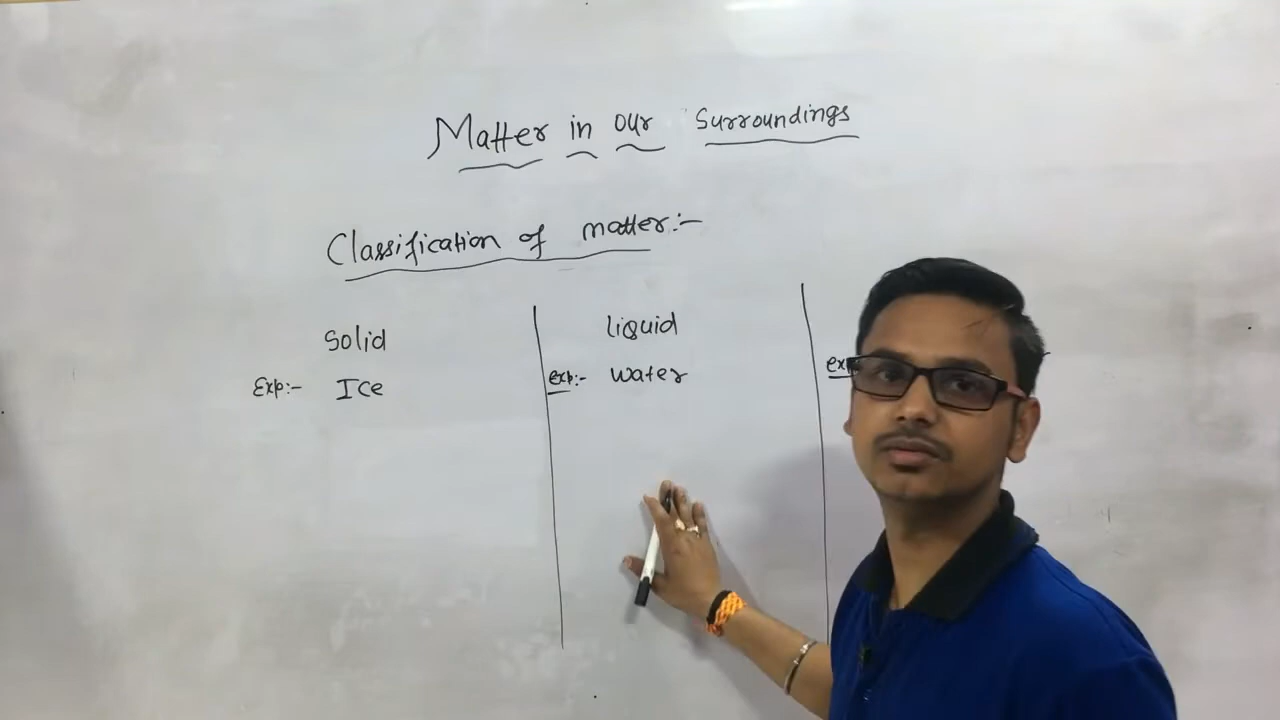 Matter in our Surroundings
Classification of matter:-
Solid
Exp:- Ice
liquid
exp:- water